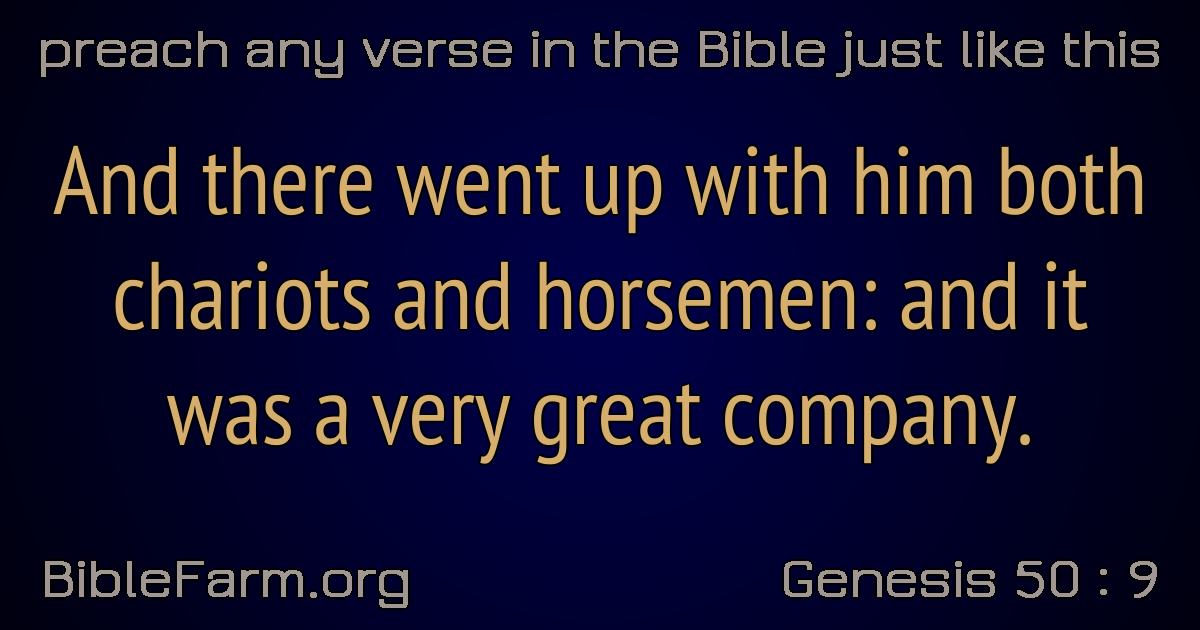 preach any verse in the Bible just like this
And there went up with him both
chariots and horsemen: and it
was a very great company.
BibleFarm.org
Genesis 50 : 9